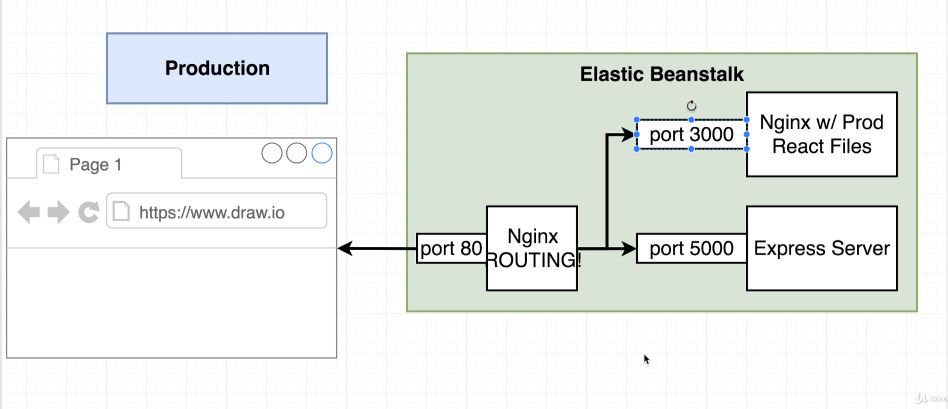 Production
Page 1
https://www.draw.io
Elastic Beanstalk
port 3000
Nginx w/ Prod
React Files
port 80
Nginx
ROUTING!
port 5000
Express Server
Udemy